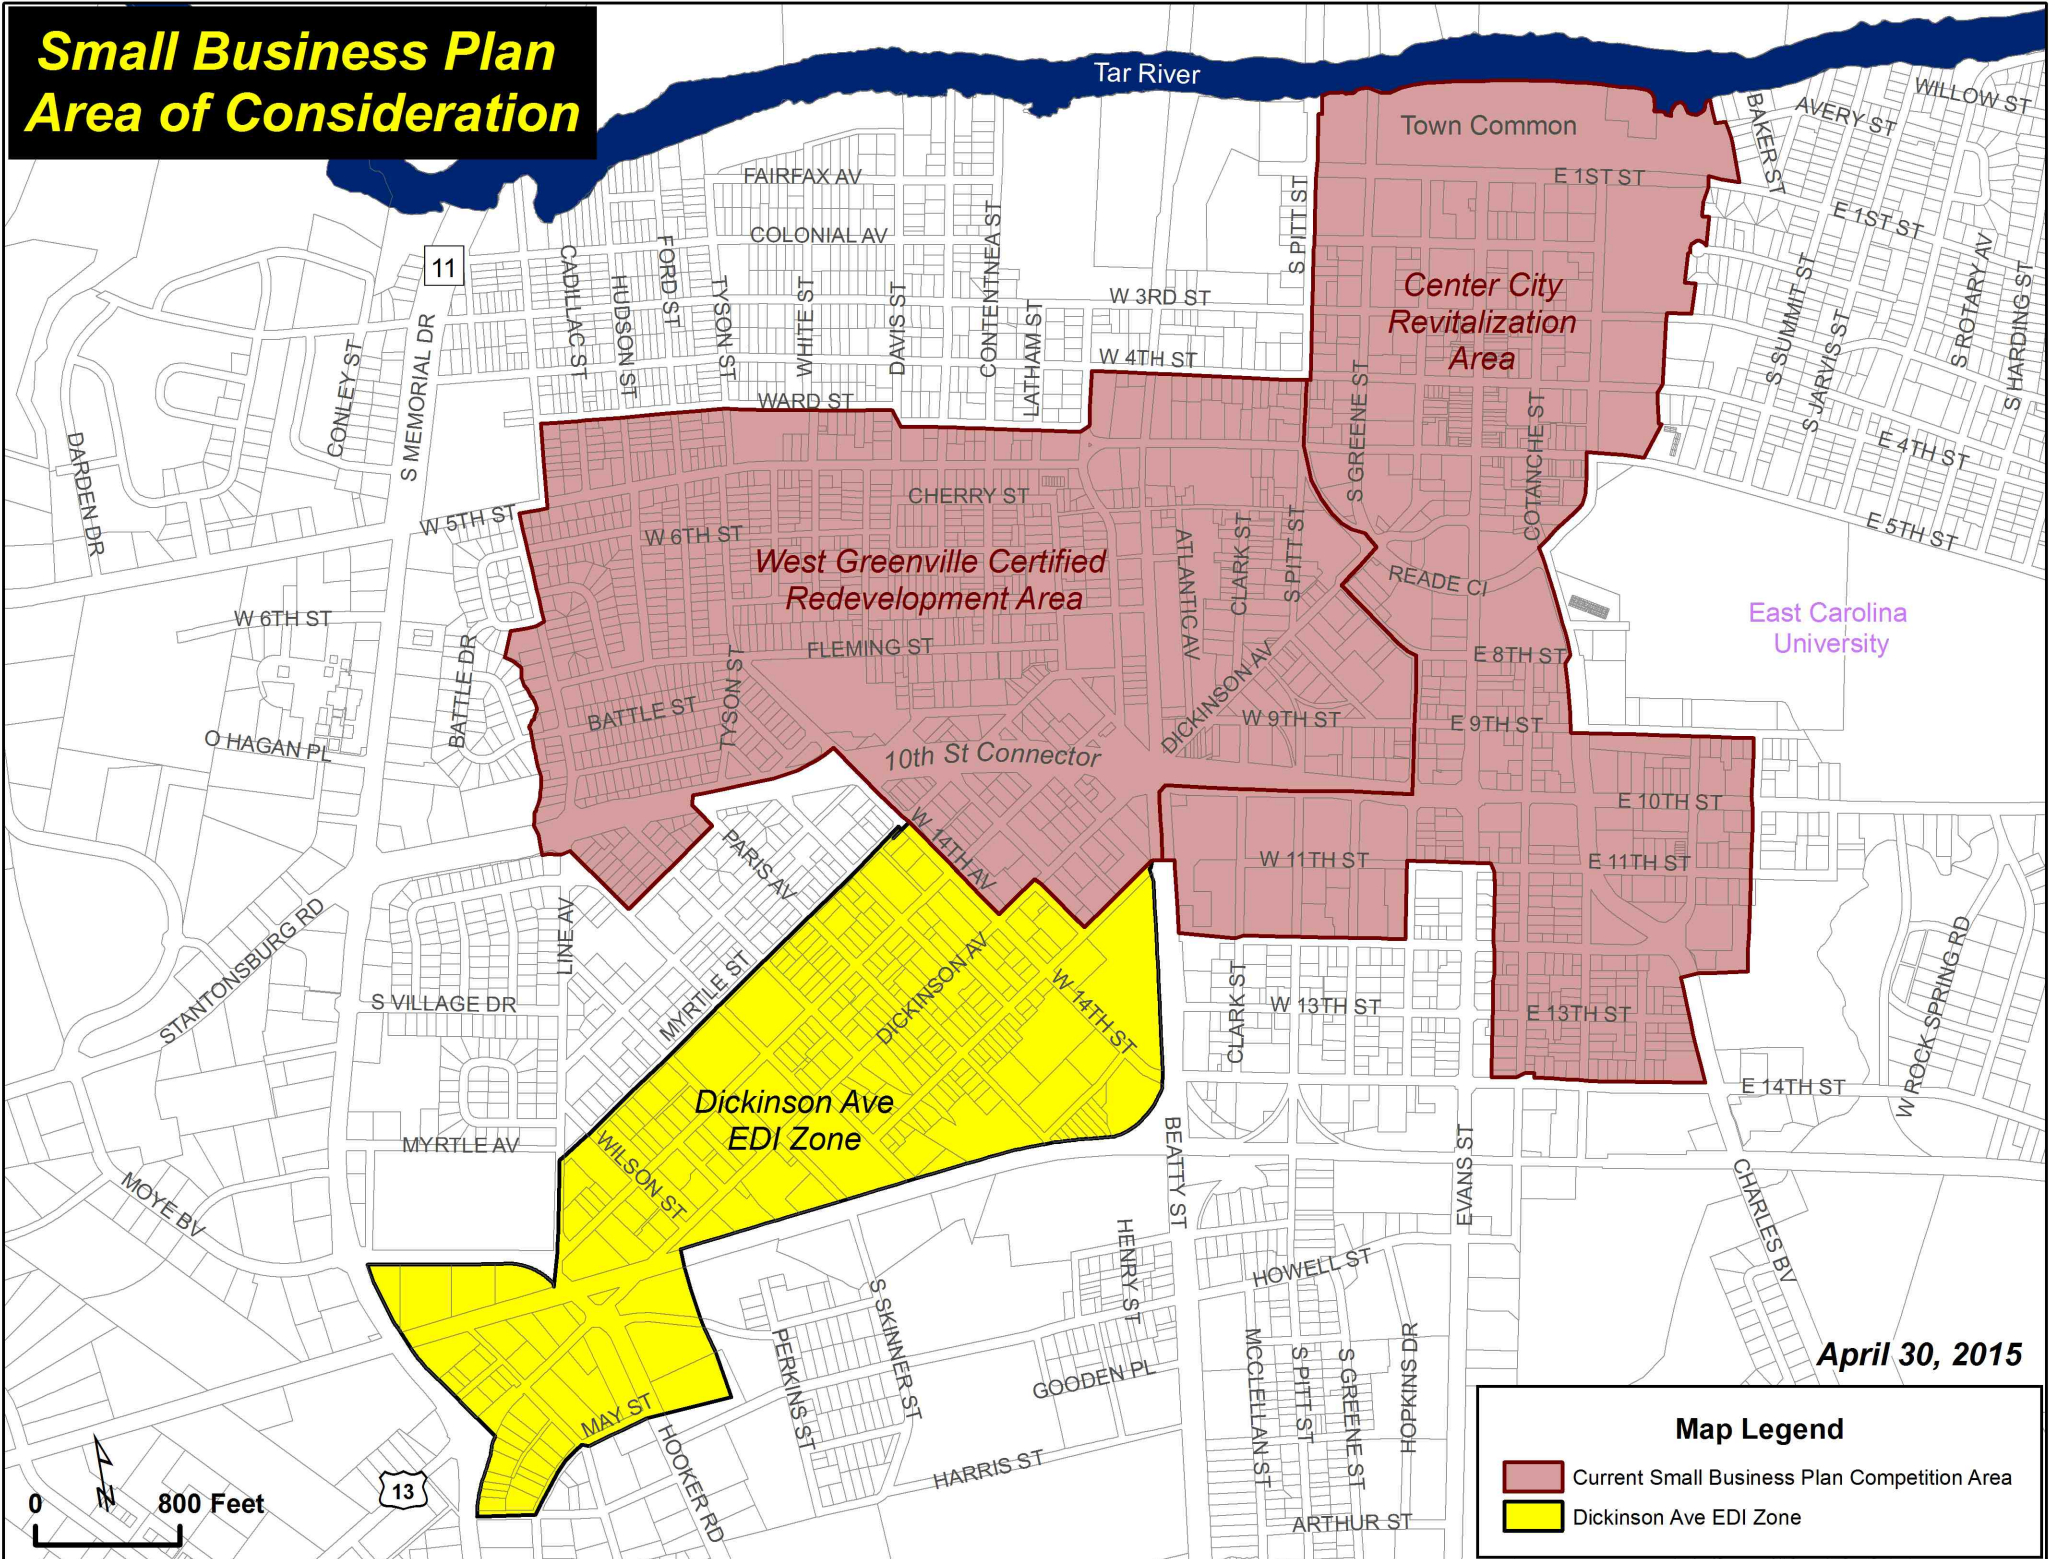 Small Business Plan
Area of Consideration
Tar River
Town Common
WILLOW ST
AVERY ST
BAKER ST
FAIRFAX AV
E 1ST ST
E 1ST ST
S PITT ST
COLONIAL AV
CONTENTNEA ST
S ROTARY AV
11
CADILLAC ST
FORD ST
HUDSON ST
TYSON ST
WHITE ST
DAVIS ST
LATHAM ST
W 3RD ST
Center City
Revitalization
Area
S SUMMIT ST
S JARVIS ST
S HARDING ST
CONLEY ST
S MEMORIAL DR
W 4TH ST
S GREENE ST
COTANCHE ST
WARD ST
DARDEN DR
E 4TH ST
CHERRY ST
W 5TH ST
E 5TH ST
W 6TH ST
ATLANTIC AV
CLARK ST
S PITT ST
West Greenville Certified
Redevelopment Area
READE CI
East Carolina
University
W 6TH ST
FLEMING ST
E 8TH ST
BATTLE DR
TYSON ST
BATTLE ST
DICKINSON AV
W 9TH ST
E 9TH ST
O HAGAN PL
10th St Connector
E 10TH ST
W 14TH AV
PARIS AV
W 11TH ST
E 11TH ST
STANTONSBURG RD
LINE AV
MYRTLE ST
DICKINSON AV
W 14TH ST
CLARK ST
W 13TH ST
E 13TH ST
W ROCK SPRING RD
S VILLAGE DR
E 14TH ST
Dickinson Ave
EDI Zone
MYRTLE AV
WILSON ST
BEATTY ST
EVANS ST
CHARLES BV
MOYE BV
HENRY ST
HOWELL ST
S SKINNER ST
PERKINS ST
MCCLELLAN ST
S PITT ST
S GREENE ST
HOPKINS DR
GOODEN PL
MAY ST
HOOKER RD
HARRIS ST
ARTHUR ST
April 30, 2015
N
0 800 Feet
13
Map Legend
Current Small Business Plan Competition Area
Dickinson Ave EDI Zone